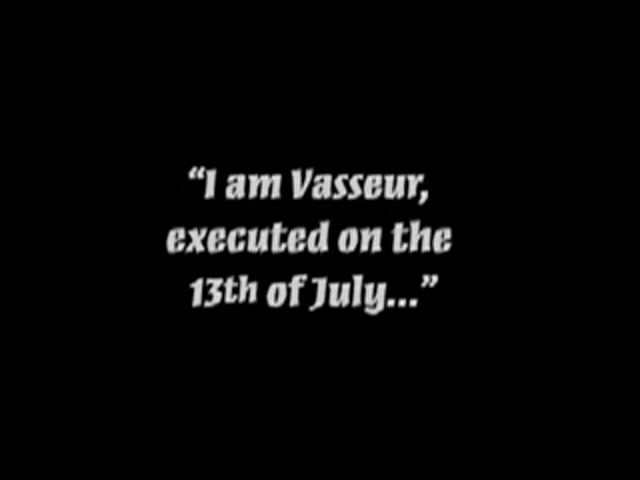 “I am Vasseur,
executed on the
13th of July...”